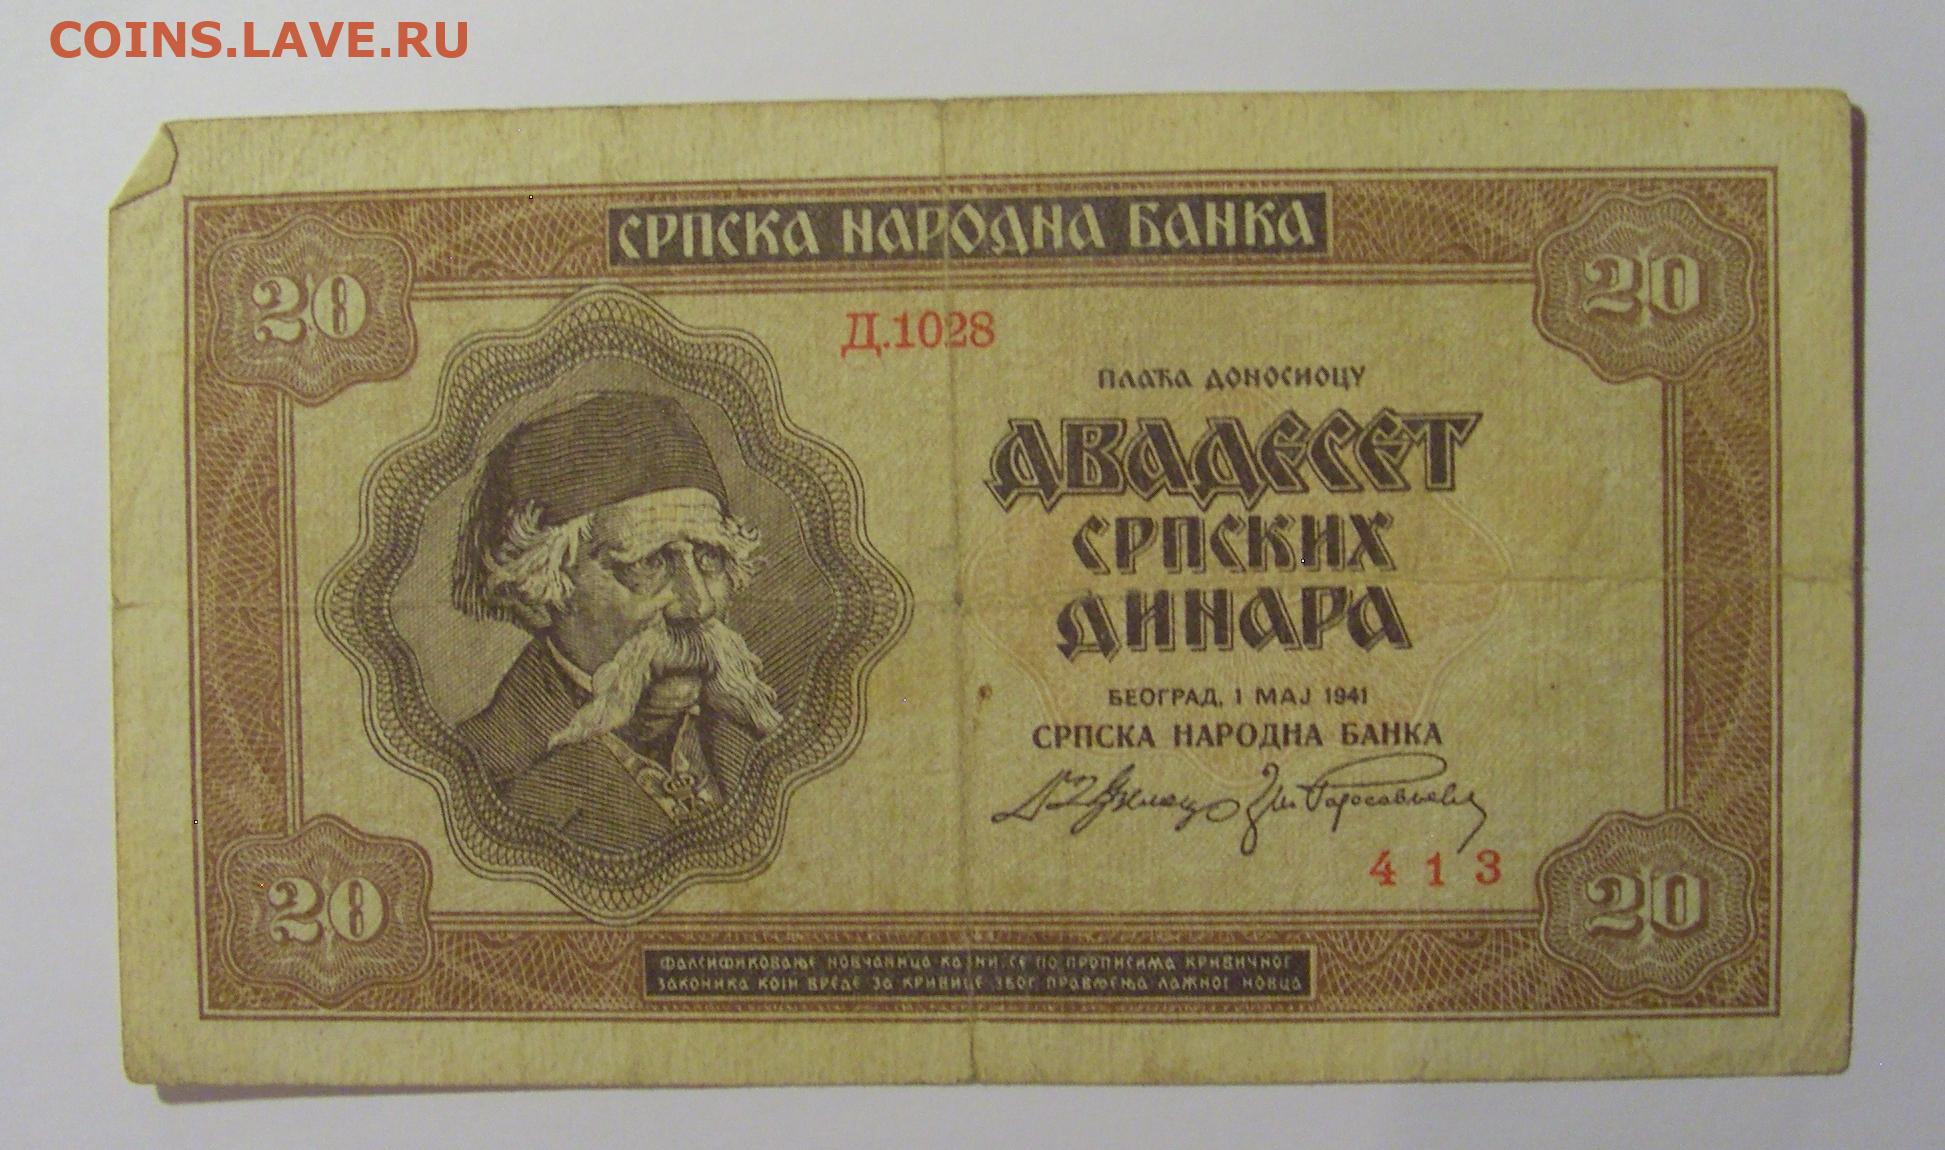 COINS.LAVE.RU
СРПСКА НАРОДНА БАНКА
20
20
Д.1028
ПЛАЋА ДОНОСИОЦУ
ДВАДЕСЕТ
СРПСКИХ
ДИНАРА
БЕОГРАД, 1 МАЈ 1941
СРПСКА НАРОДНА БАНКА
413
20
20
ФАЛСИФИКОВАЊЕ НОВЧАНИЦА КАЗНИ СЕ ПО ПРОПИСИМА КРИВИЧНОГ
ЗАКОНИКА КОЈИ ВРЕДЕ ЗА КРИВИЦЕ ЗБОГ ПРАВЉЕЊА ЛАЖНОГ НОВЦА